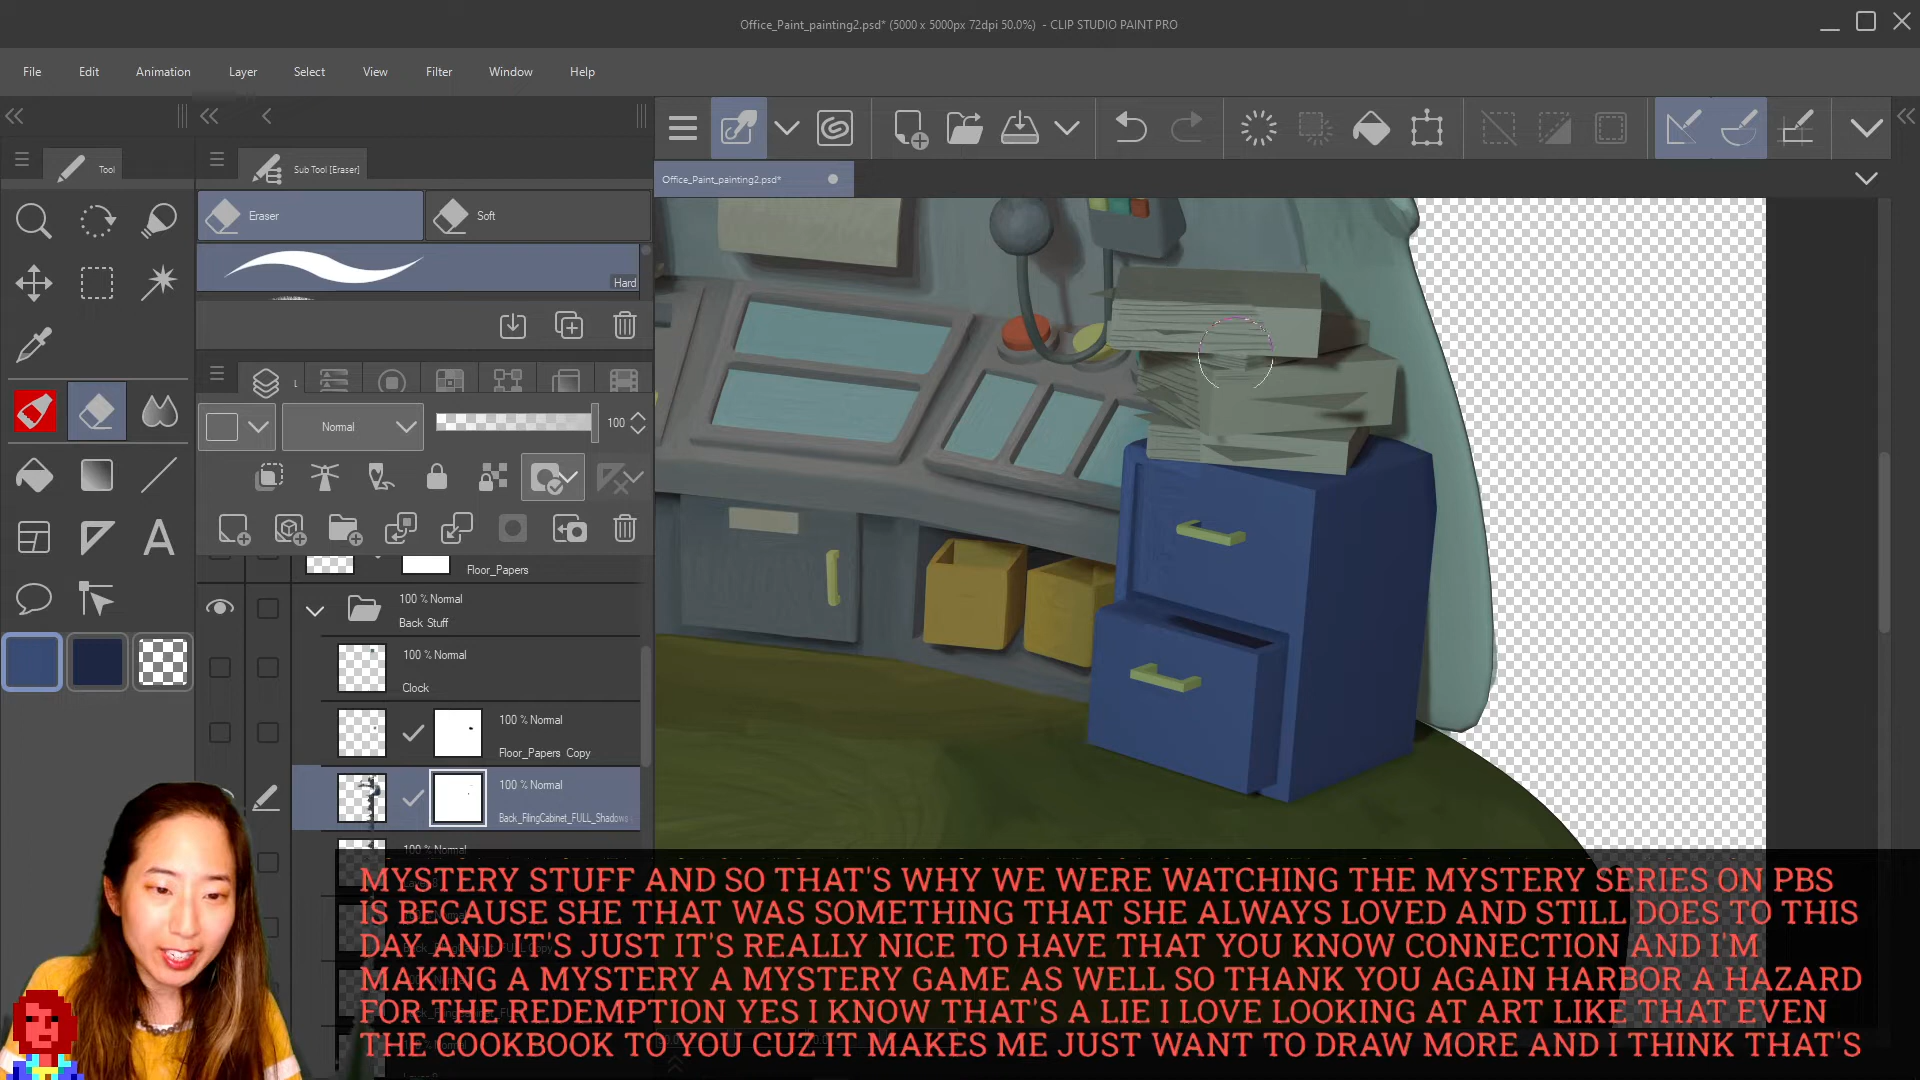 Office_Paint_painting2.psd* (5000 x 5000px 72dpi 50.0%) - CLIP STUDIO PAINT PRO
File Edit Animation Layer Select View Filter Window Help
Tool
Sub Tool [Eraser]
Office_Paint_painting2.psd*
Eraser
Soft
Hard
Normal
100
Floor_Papers
100 % Normal
Back Stuff
100 % Normal
Clock
100 % Normal
Floor_Papers Copy
100 % Normal
Back_FilingCabinet_FULL_Shadows
100 % Normal
MYSTERY STUFF AND SO THAT'S WHY WE WERE WATCHING THE MYSTERY SERIES ON PBS
IS BECAUSE SHE THAT WAS SOMETHING THAT SHE ALWAYS LOVED AND STILL DOES TO THIS
DAY AND IT'S JUST IT'S REALLY NICE TO HAVE THAT YOU KNOW CONNECTION AND I'M
MAKING A MYSTERY A MYSTERY GAME AS WELL SO THANK YOU AGAIN HARBOR A HAZARD
FOR THE REDEMPTION YES I KNOW THAT'S A LIE I LOVE LOOKING AT ART LIKE THAT EVEN
THE COOKBOOK TO YOU CUZ IT MAKES ME JUST WANT TO DRAW MORE AND I THINK THAT'S